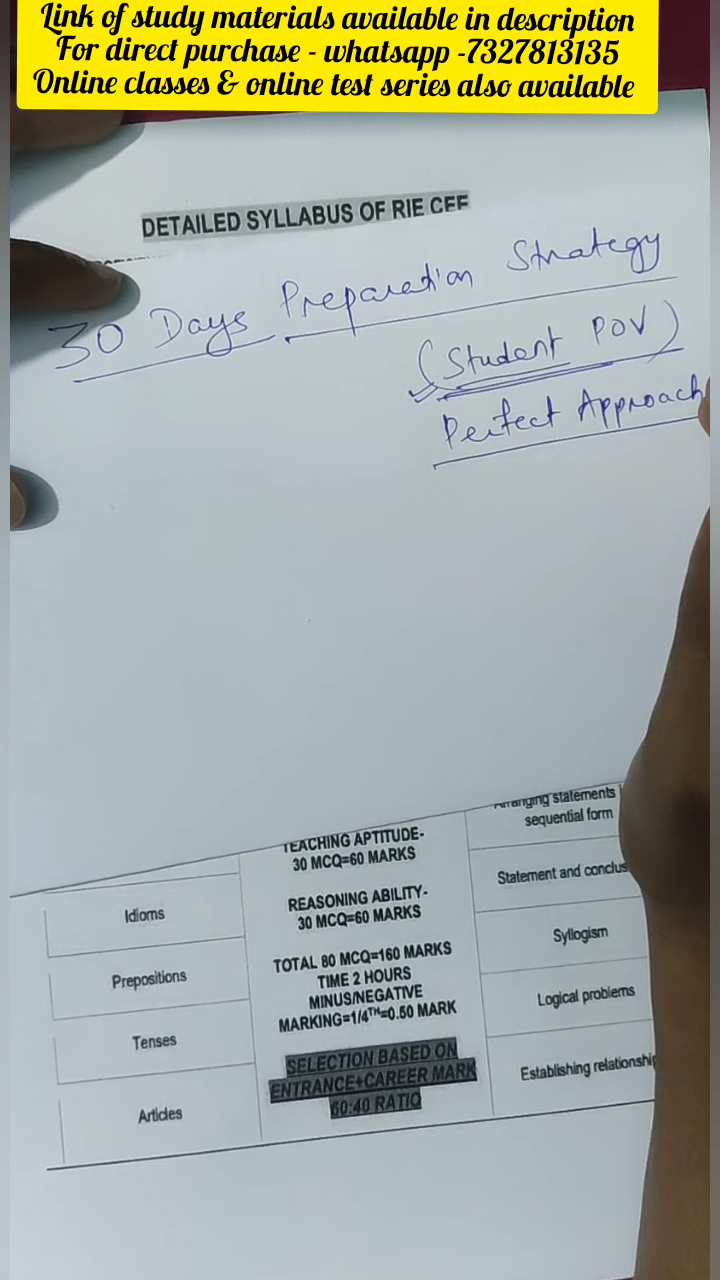 Link of study materials available in description
For direct purchase - whatsapp -7327813135
Online classes & online test series also available
DETAILED SYLLABUS OF RIE CEE
30 Days Preparation Strategy
(Student POV)
Perfect Approach
TEACHING APTITUDE-
30 MCQ=60 MARKS
REASONING ABILITY-
30 MCQ=60 MARKS
TOTAL 80 MCQ=160 MARKS
TIME 2 HOURS
MINUS/NEGATIVE
MARKING=1/4TH=0.50 MARK
SELECTION BASED ON
ENTRANCE+CAREER MARK
60:40 RATIO
Idioms
Prepositions
Tenses
Articles
Arranging statements
sequential form
Statement and conclus
Syllogism
Logical problems
Establishing relationship